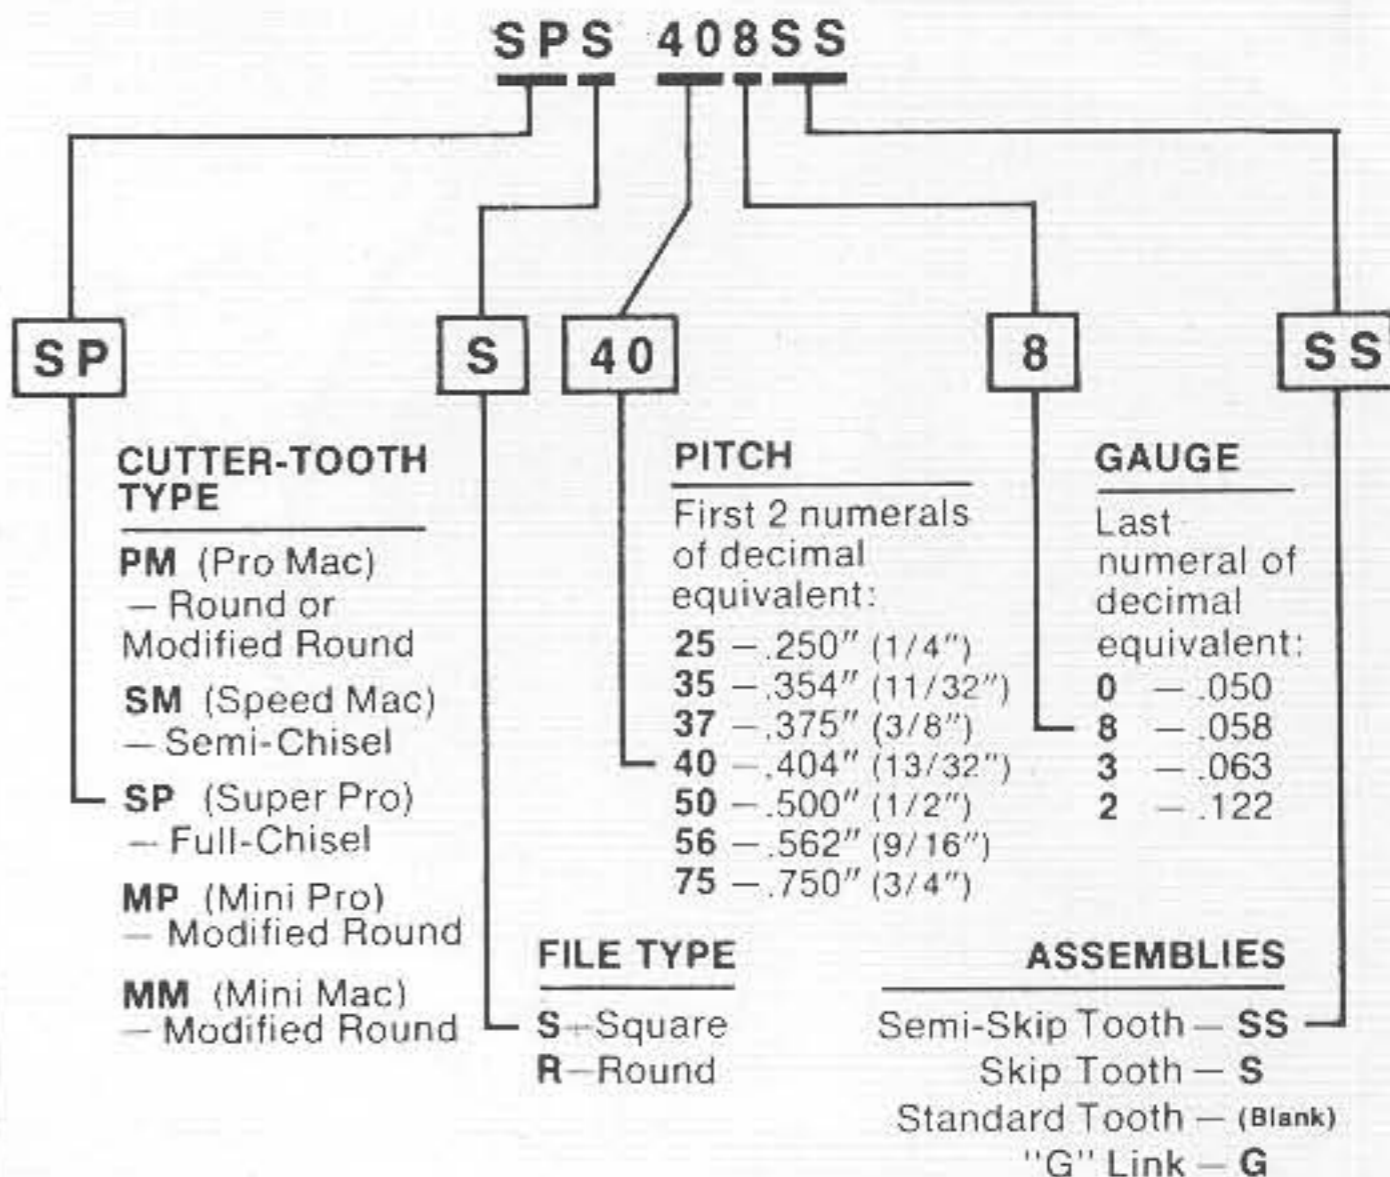 SPS 408SS
SP
S
40
8
SS
CUTTER-TOOTH
TYPE
PM (Pro Mac)
— Round or
Modified Round
SM (Speed Mac)
— Semi-Chisel
SP (Super Pro)
— Full-Chisel
MP (Mini Pro)
— Modified Round
MM (Mini Mac)
— Modified Round
FILE TYPE
S—Square
R—Round
PITCH
First 2 numerals
of decimal
equivalent:
25 —.250" (1/4")
35 —.354" (11/32")
37 —.375" (3/8")
40 —.404" (13/32")
50 —.500" (1/2")
56 —.562" (9/16")
75 —.750" (3/4")
GAUGE
Last
numeral of
decimal
equivalent:
0 — .050
8 — .058
3 — .063
2 — .122
ASSEMBLIES
Semi-Skip Tooth — SS
Skip Tooth — S
Standard Tooth — (Blank)
"G" Link — G